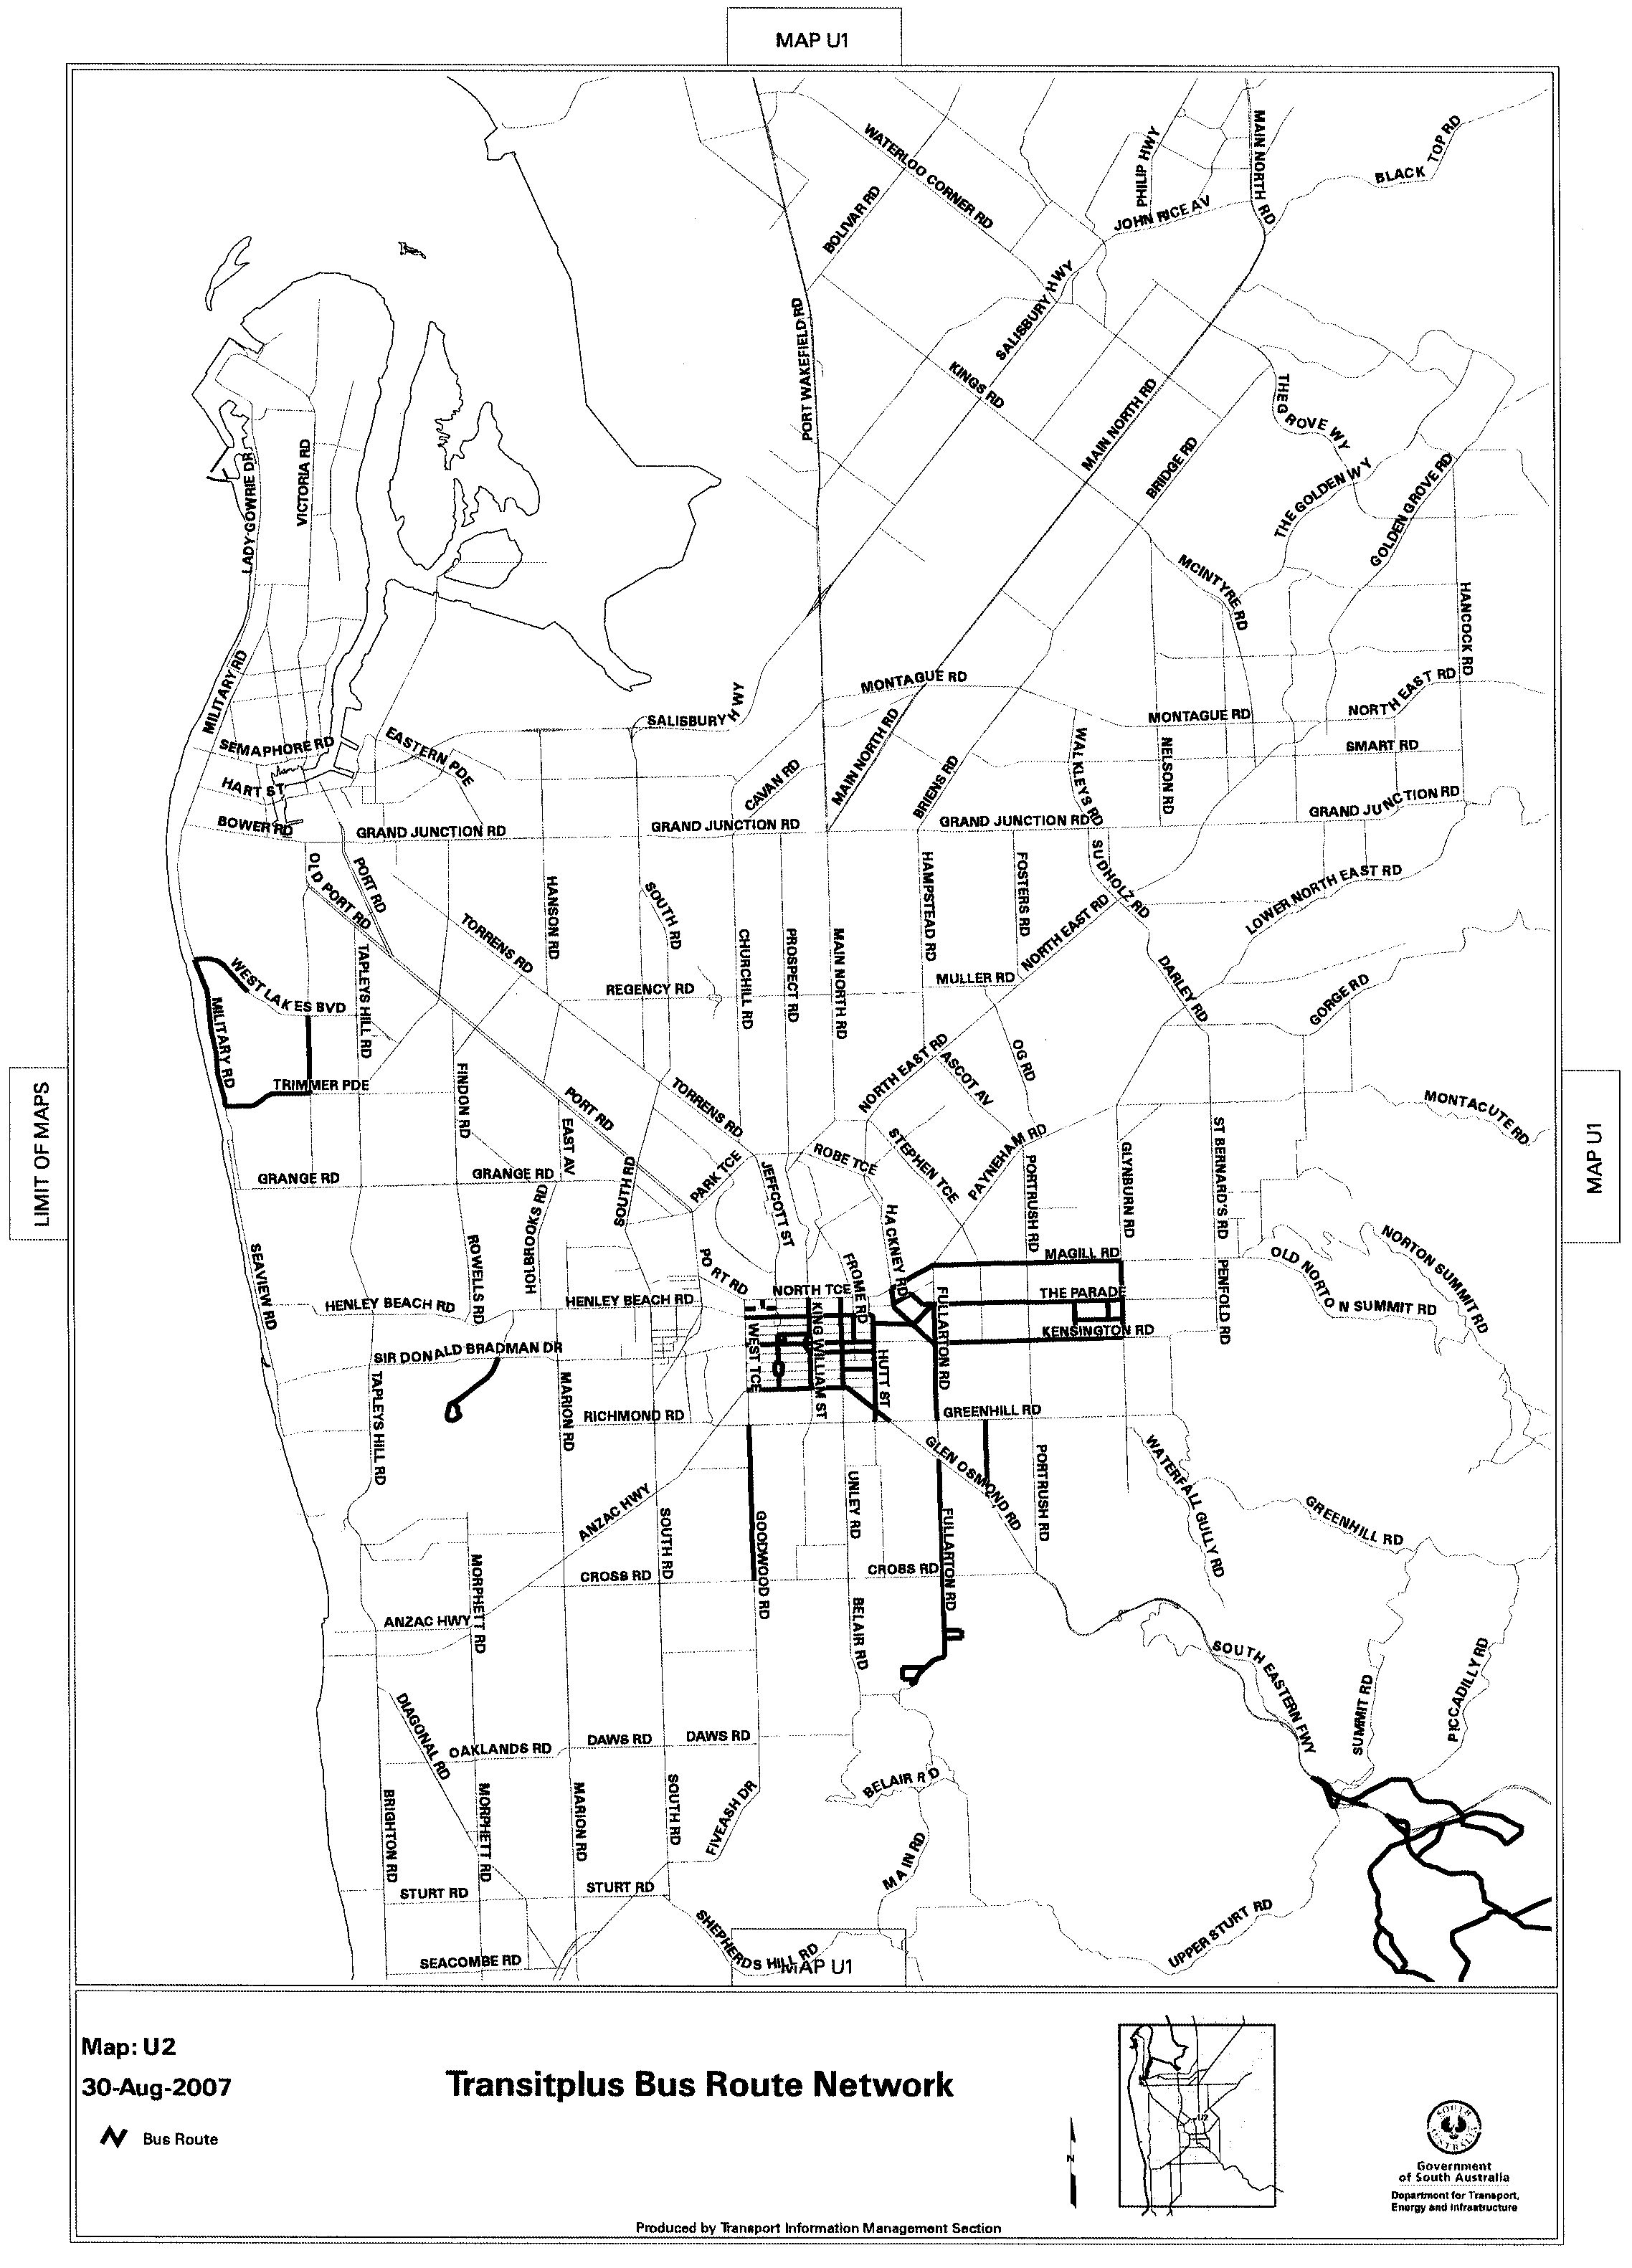 MAP U1
WATERLOO CORNER RD
BOLIVAR RD
PHILIP HWY
JOHN RICE AV
MAIN NORTH RD
BLACK TOP RD
SALISBURY HWY
PORT WAKEFIELD RD
KINGS RD
MAIN NORTH RD
BRIDGE RD
THE GROVE WY
THE GOLDEN WY
GOLDEN GROVE RD
LADY GOWRIE DR
VICTORIA RD
MCINTYRE RD
HANCOCK RD
MILITARY RD
MONTAGUE RD
SALISBURY HWY
MONTAGUE RD
NORTH EAST RD
SEMAPHORE RD
EASTERN PDE
MAIN NORTH RD
WALKLEYS RD
NELSON RD
SMART RD
HART ST
CAVAN RD
BRIENS RD
BOWER RD
GRAND JUNCTION RD
GRAND JUNCTION RD
GRAND JUNCTION RD
GRAND JUNCTION RD
OLD PORT RD
PORT RD
HANSON RD
SOUTH RD
HAMPSTEAD RD
FOSTERS RD
SUDHOLZ RD
LOWER NORTH EAST RD
TORRENS RD
CHURCHILL RD
PROSPECT RD
MAIN NORTH RD
NORTH EAST RD
TAPLEYS HILL RD
WEST LAKES BVD
REGENCY RD
MULLER RD
DARLEY RD
GORGE RD
MILITARY RD
TRIMMER PDE
FINDON RD
PORT RD
TORRENS RD
NORTH EAST RD
ASCOT AV
OG RD
LIMIT OF MAPS
MAP U1
MONTACUTE RD
EAST AV
PARK TCE
JEFFCOTT ST
ROBE TCE
STEPHEN TCE
PAYNEHAM RD
PORTRUSH RD
GLYNBURN RD
ST BERNARD'S RD
GRANGE RD
GRANGE RD
HOLBROOKS RD
SOUTH RD
HACKNEY RD
SEAVIEW RD
ROWELLS RD
PORT RD
FROME RD
MAGILL RD
OLD NORTON SUMMIT RD
NORTON SUMMIT RD
HENLEY BEACH RD
HENLEY BEACH RD
NORTH TCE
FULLARTON RD
THE PARADE
PENFOLD RD
KENSINGTON RD
SIR DONALD BRADMAN DR
WEST TCE
KING WILLIAM ST
HUTT ST
TAPLEYS HILL RD
MARION RD
RICHMOND RD
GREENHILL RD
GLEN OSMOND RD
PORTRUSH RD
WATERFALL GULLY RD
GREENHILL RD
ANZAC HWY
SOUTH RD
GOODWOOD RD
UNLEY RD
FULLARTON RD
CROSS RD
CROSS RD
MORPHETT RD
ANZAC HWY
BELAIR RD
SOUTH EASTERN FWY
SUMMIT RD
PICCADILLY RD
DIAGONAL RD
OAKLANDS RD
DAWS RD
DAWS RD
BELAIR RD
BRIGHTON RD
MORPHETT RD
MARION RD
SOUTH RD
FIVEASH DR
MAIN RD
STURT RD
STURT RD
UPPER STURT RD
SHEPHERDS HILL RD
SEACOMBE RD
MAP U1
Map: U2
30-Aug-2007
Transitplus Bus Route Network
Bus Route
N
U2
SOUTH
AUSTRALIA
Government
of South Australia
Department for Transport,
Energy and Infrastructure
Produced by Transport Information Management Section